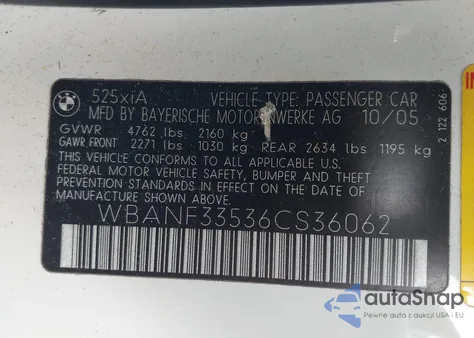 BMW
525xiA VEHICLE TYPE: PASSENGER CAR
MFD BY BAYERISCHE MOTOREN WERKE AG 10/05
GVWR 4762 lbs 2160 kg
GAWR FRONT 2271 lbs 1030 kg REAR 2634 lbs 1195 kg
THIS VEHICLE CONFORMS TO ALL APPLICABLE U.S.
FEDERAL MOTOR VEHICLE SAFETY, BUMPER AND THEFT
PREVENTION STANDARDS IN EFFECT ON THE DATE OF
MANUFACTURE SHOWN ABOVE
WBANF33536CS36062
2 122 606
autoSnap
Pewne auto z aukcji USA i EU